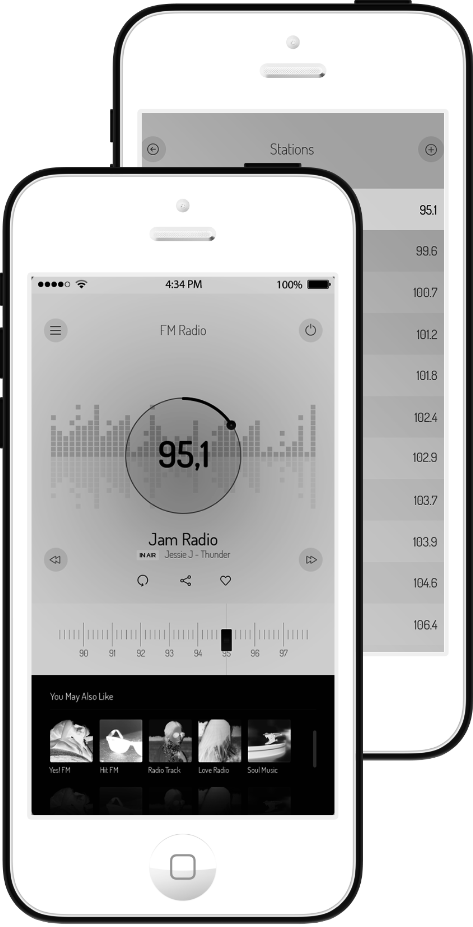 Stations
95.1
99.6
100.7
101.2
101.8
102.4
102.9
103.7
103.9
104.6
106.4
4:34 PM 100%
FM Radio
95,1
Jam Radio
IN AIR Jessie J - Thunder
90 91 92 93 94 95 96 97
You May Also Like
Yes! FM Hit FM Radio Track Love Radio Soul Music